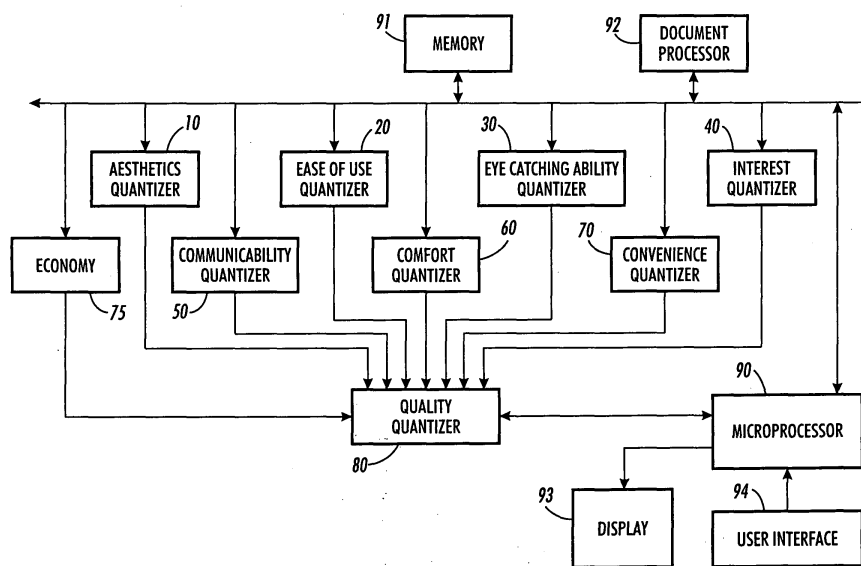 91
MEMORY
92
DOCUMENT
PROCESSOR
10
AESTHETICS
QUANTIZER
20
EASE OF USE
QUANTIZER
30
EYE CATCHING ABILITY
QUANTIZER
40
INTEREST
QUANTIZER
ECONOMY
75
COMMUNICABILITY
QUANTIZER
50
COMFORT
QUANTIZER
60
70
CONVENIENCE
QUANTIZER
QUALITY
QUANTIZER
80
90
MICROPROCESSOR
93
DISPLAY
94
USER INTERFACE